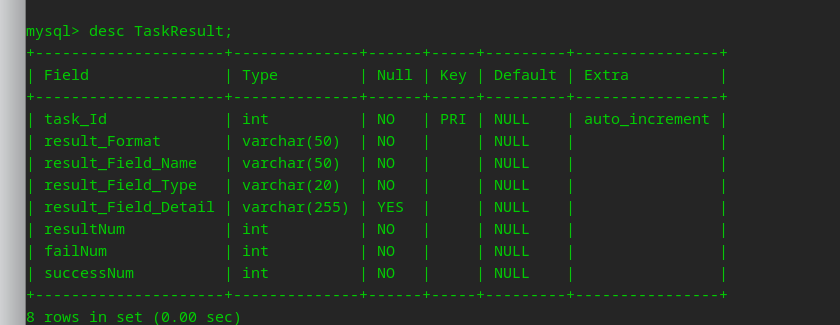 mysql> desc TaskResult;
+---------------------+--------------+------+-----+---------+----------------+
| Field               | Type         | Null | Key | Default | Extra          |
+---------------------+--------------+------+-----+---------+----------------+
| task_Id             | int          | NO   | PRI | NULL    | auto_increment |
| result_Format       | varchar(50)  | NO   |     | NULL    |                |
| result_Field_Name   | varchar(50)  | NO   |     | NULL    |                |
| result_Field_Type   | varchar(20)  | NO   |     | NULL    |                |
| result_Field_Detail | varchar(255) | YES  |     | NULL    |                |
| resultNum           | int          | NO   |     | NULL    |                |
| failNum             | int          | NO   |     | NULL    |                |
| successNum          | int          | NO   |     | NULL    |                |
+---------------------+--------------+------+-----+---------+----------------+
8 rows in set (0.00 sec)